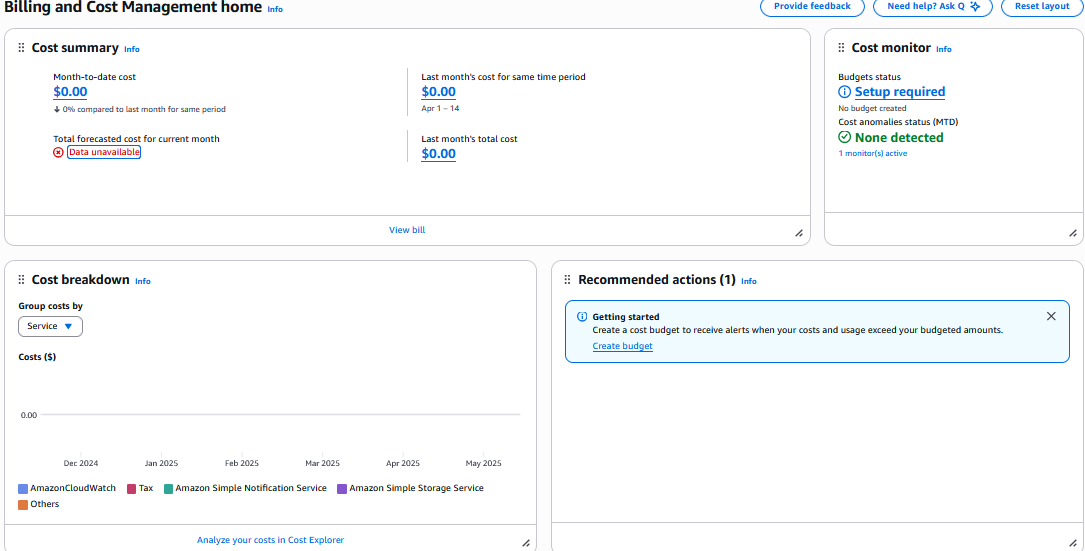 Billing and Cost Management home Info
Provide feedback
Need help? Ask Q
Reset layout
Cost summary Info
Month-to-date cost
$0.00
0% compared to last month for same period
Last month's cost for same time period
$0.00
Apr 1 – 14
Total forecasted cost for current month
Data unavailable
Last month's total cost
$0.00
View bill
Cost monitor Info
Budgets status
Setup required
No budget created
Cost anomalies status (MTD)
None detected
1 monitor(s) active
Cost breakdown Info
Group costs by
Service
Costs ($)
0.00
Dec 2024 Jan 2025 Feb 2025 Mar 2025 Apr 2025 May 2025
AmazonCloudWatch Tax Amazon Simple Notification Service Amazon Simple Storage Service
Others
Analyze your costs in Cost Explorer
Recommended actions (1) Info
Getting started
Create a cost budget to receive alerts when your costs and usage exceed your budgeted amounts.
Create budget